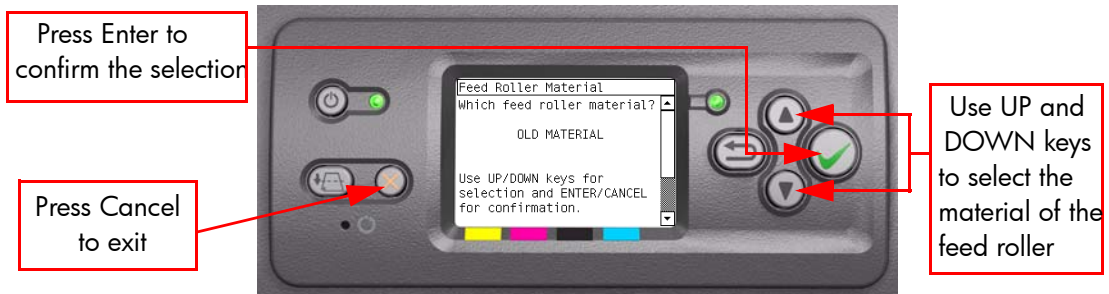 Press Enter to
confirm the selection
Feed Roller Material
Which feed roller material?
OLD MATERIAL
Use UP/DOWN keys for
selection and ENTER/CANCEL
for confirmation.
Press Cancel
to exit
Use UP and
DOWN keys
to select the
material of the
feed roller